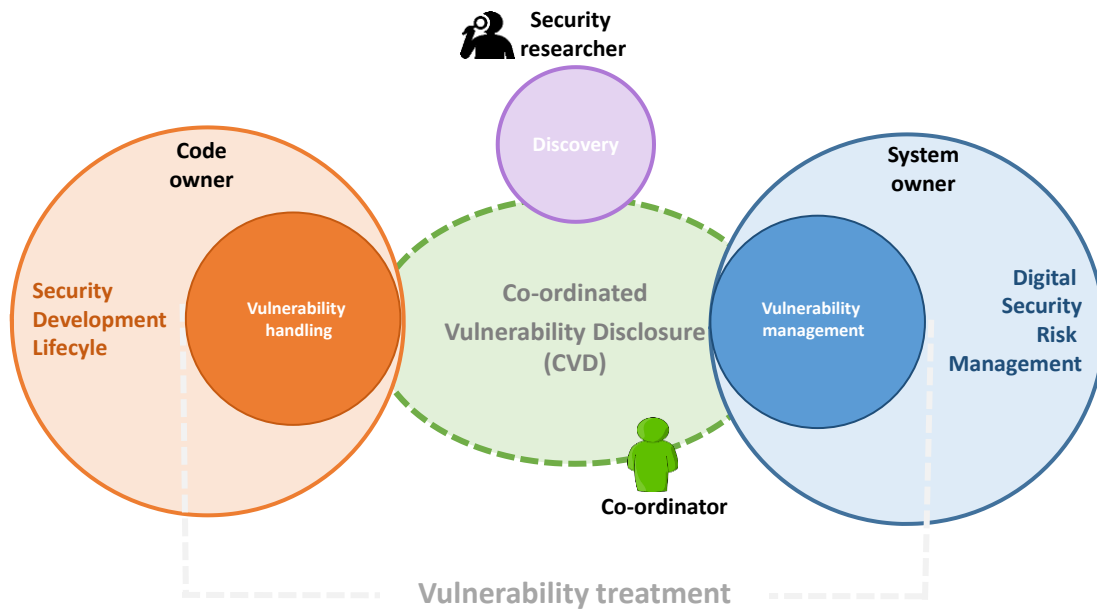 Security
researcher
Discovery
Code
owner
System
owner
Security
Development
Lifecyle
Vulnerability
handling
Co-ordinated
Vulnerability Disclosure
(CVD)
Vulnerability
management
Digital
Security
Risk
Management
Co-ordinator
Vulnerability treatment